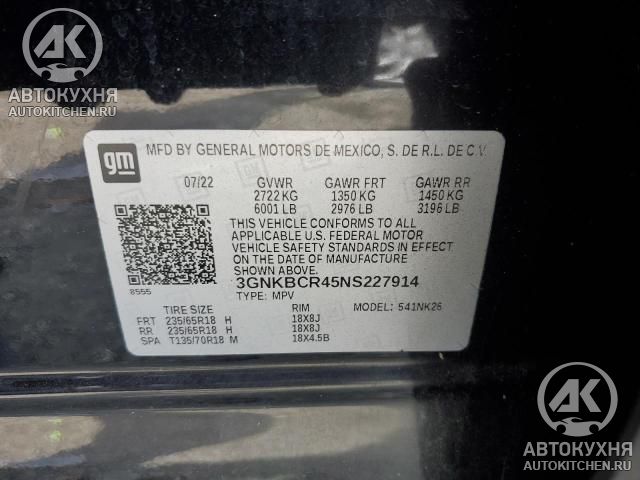 АК
АВТОКУХНЯ
AUTOKITCHEN.RU
gm
MFD BY GENERAL MOTORS DE MEXICO, S. DE R.L. DE C.V.
07/22 GVWR GAWR FRT GAWR RR
2722 KG 1350 KG 1450 KG
6001 LB 2976 LB 3196 LB
THIS VEHICLE CONFORMS TO ALL
APPLICABLE U.S. FEDERAL MOTOR
VEHICLE SAFETY STANDARDS IN EFFECT
ON THE DATE OF MANUFACTURE
SHOWN ABOVE.
8555
3GNKBCR45NS227914
TYPE: MPV MODEL: 541NK26
TIRE SIZE RIM
FRT 235/65R18 H 18X8J
RR 235/65R18 H 18X8J
SPA T135/70R18 M 18X4.5B
АК
АВТОКУХНЯ
AUTOKITCHEN.RU